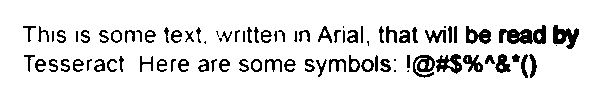 This is some text, written in Arial, that will be read by
Tesseract. Here are some symbols: !@#$%^&*()